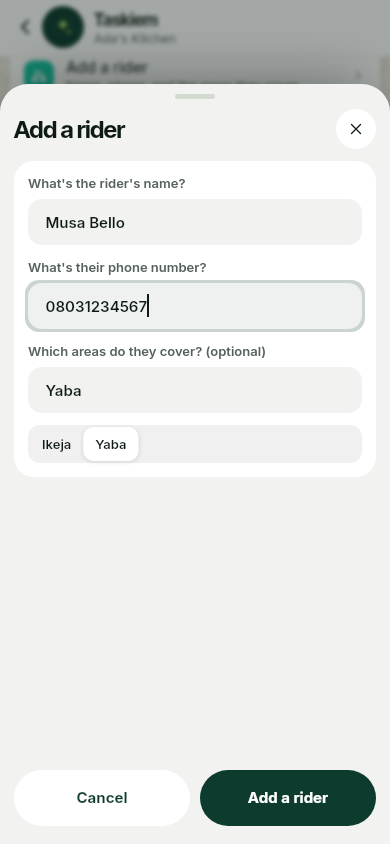 Taskiem
Ada's Kitchen
Add a rider
Add a rider
What's the rider's name?
Musa Bello
What's their phone number?
08031234567
Which areas do they cover? (optional)
Yaba
Ikeja
Yaba
Cancel
Add a rider